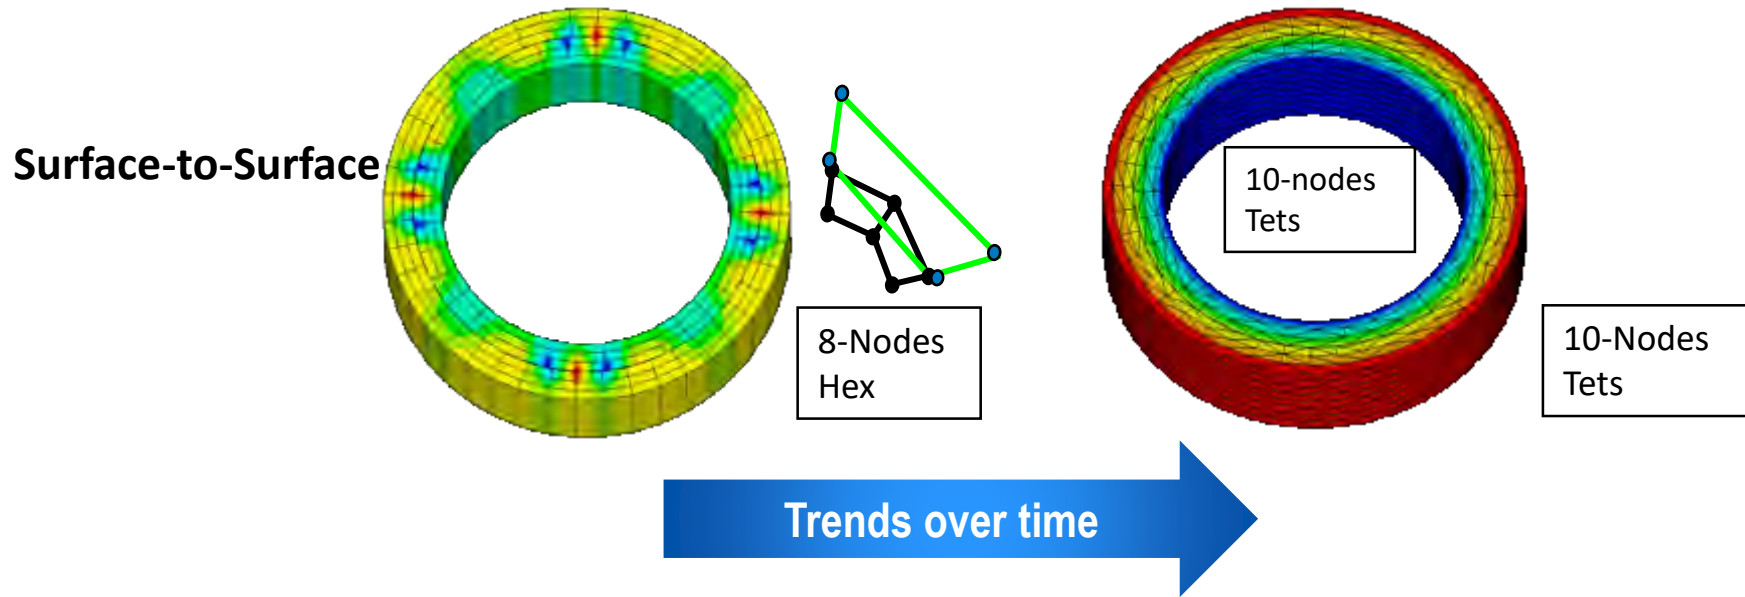 Surface-to-Surface
8-Nodes
Hex
10-nodes
Tets
10-Nodes
Tets
Trends over time